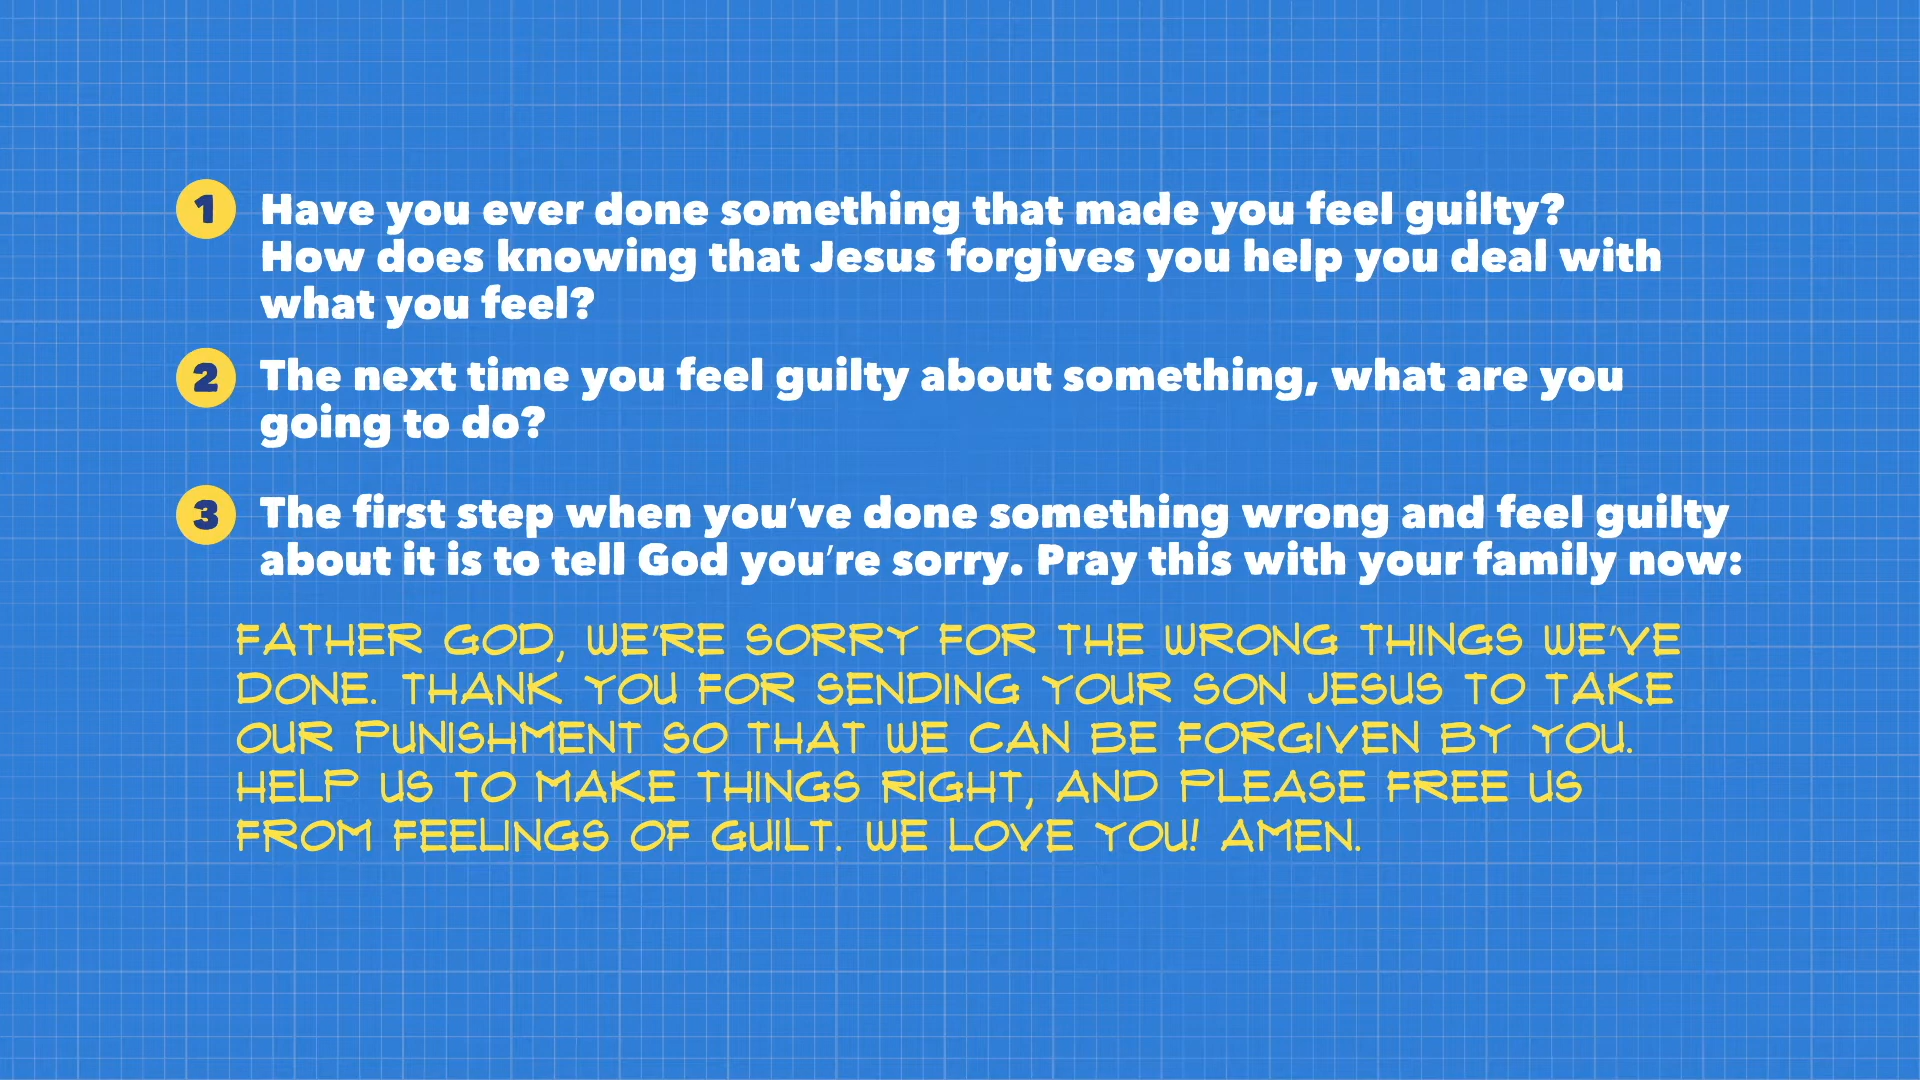 1 Have you ever done something that made you feel guilty?
How does knowing that Jesus forgives you help you deal with
what you feel?
2 The next time you feel guilty about something, what are you
going to do?
3 The first step when you've done something wrong and feel guilty
about it is to tell God you're sorry. Pray this with your family now:
FATHER GOD, WE'RE SORRY FOR THE WRONG THINGS WE'VE
DONE. THANK YOU FOR SENDING YOUR SON JESUS TO TAKE
OUR PUNISHMENT SO THAT WE CAN BE FORGIVEN BY YOU.
HELP US TO MAKE THINGS RIGHT, AND PLEASE FREE US
FROM FEELINGS OF GUILT. WE LOVE YOU! AMEN.